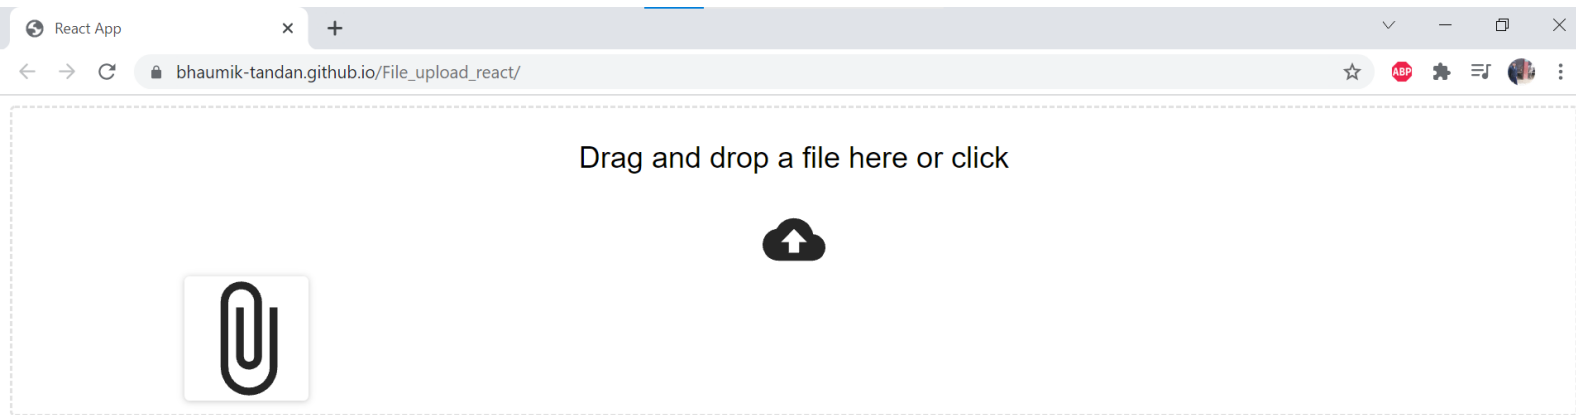 React App
bhaumik-tandan.github.io/File_upload_react/
ABP
Drag and drop a file here or click